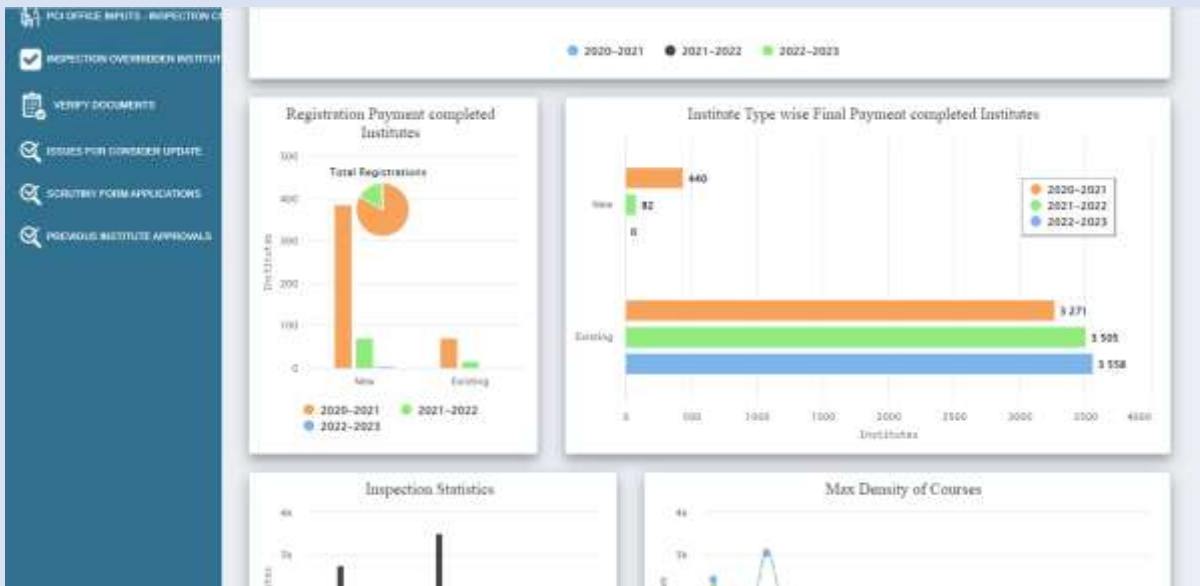 PCI OFFICE INPUTS - INSPECTION C
INSPECTION OVERRIDDEN INSTITUT
VERIFY DOCUMENTS
ISSUES FOR CONSIDER UPDATE
SCRUTINY FORM APPLICATIONS
PREVIOUS INSTITUTE APPROVALS
2020-2021 2021-2022 2022-2023
Registration Payment completed
Institutes
500
Total Registrations
400
300
200
100
0
Institutes
New Existing
2020-2021 2021-2022
2022-2023
Institute Type wise Final Payment completed Institutes
440
New 82
0
2020-2021
2021-2022
2022-2023
3 271
Existing 3 505
3 558
0 500 1000 1500 2000 2500 3000 3500 4000
Institutes
Inspection Statistics
4k
3k
Max Density of Courses
4k
3k